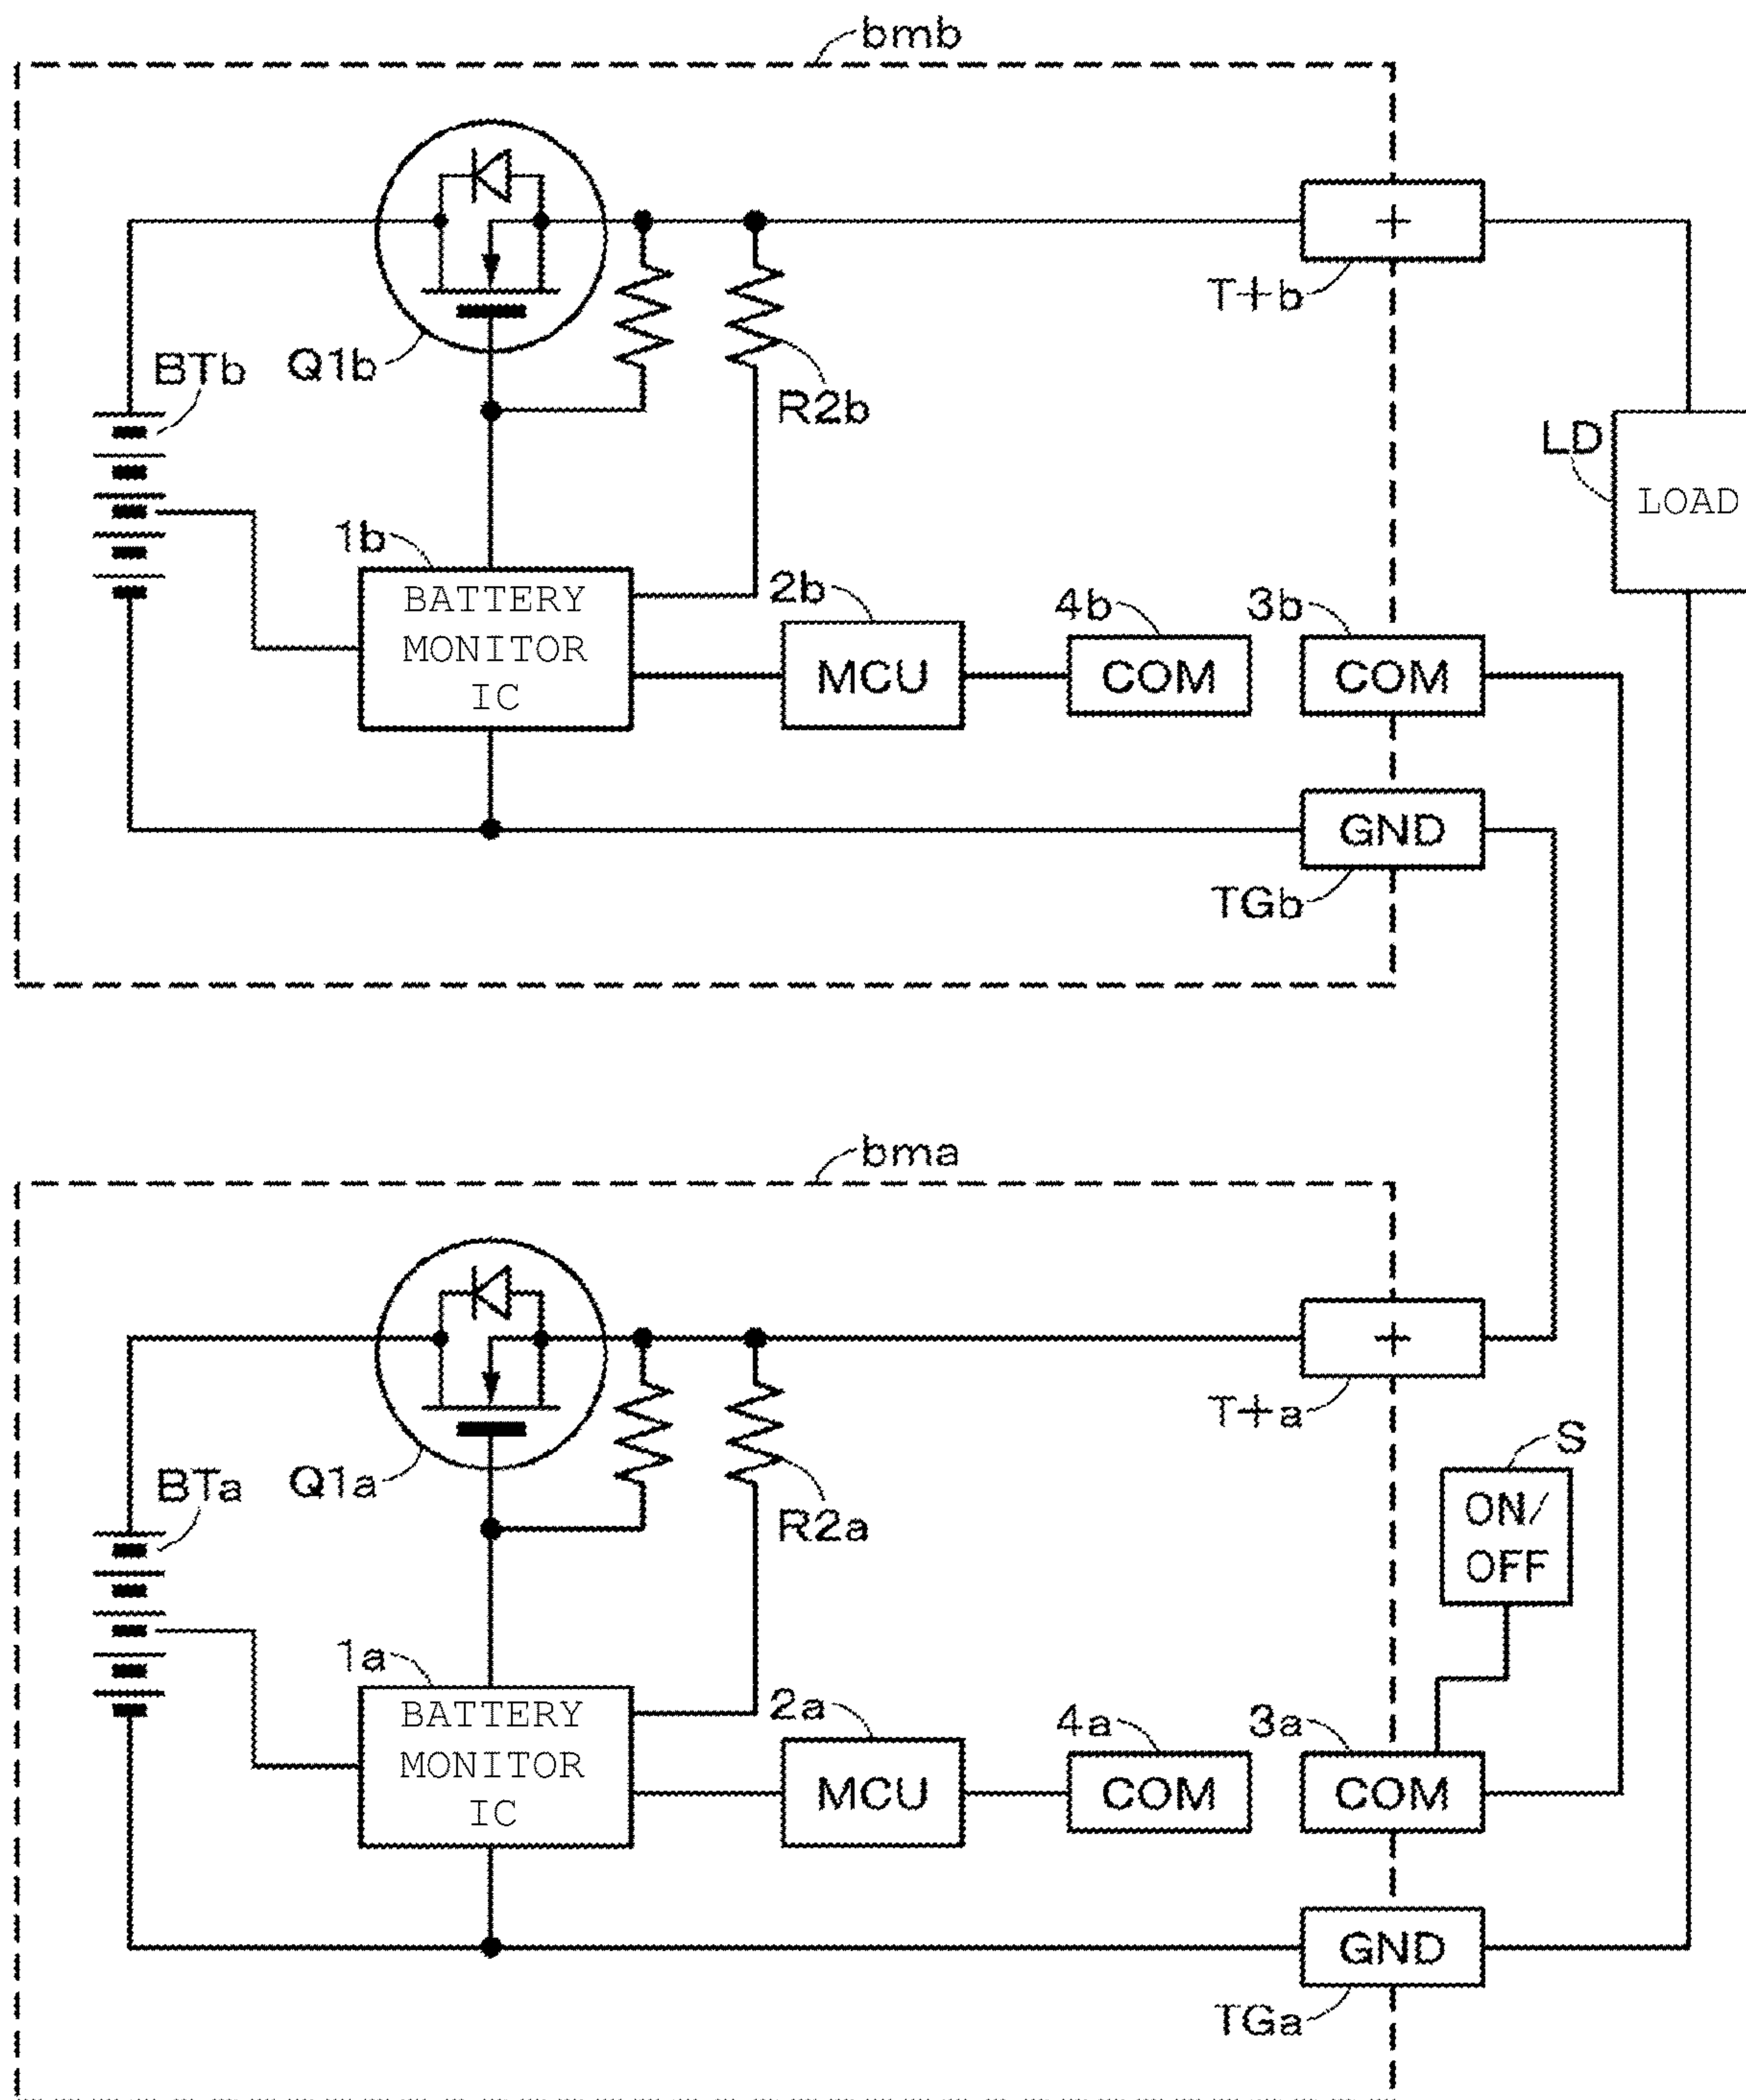 bmb
+
T+b
BTb
Q1b
R2b
LD
LOAD
1b
BATTERY
MONITOR
IC
2b
MCU
4b
COM
3b
COM
GND
TGb
bma
+
T+a
S
ON/
OFF
BTa
Q1a
R2a
1a
BATTERY
MONITOR
IC
2a
MCU
4a
COM
3a
COM
GND
TGa